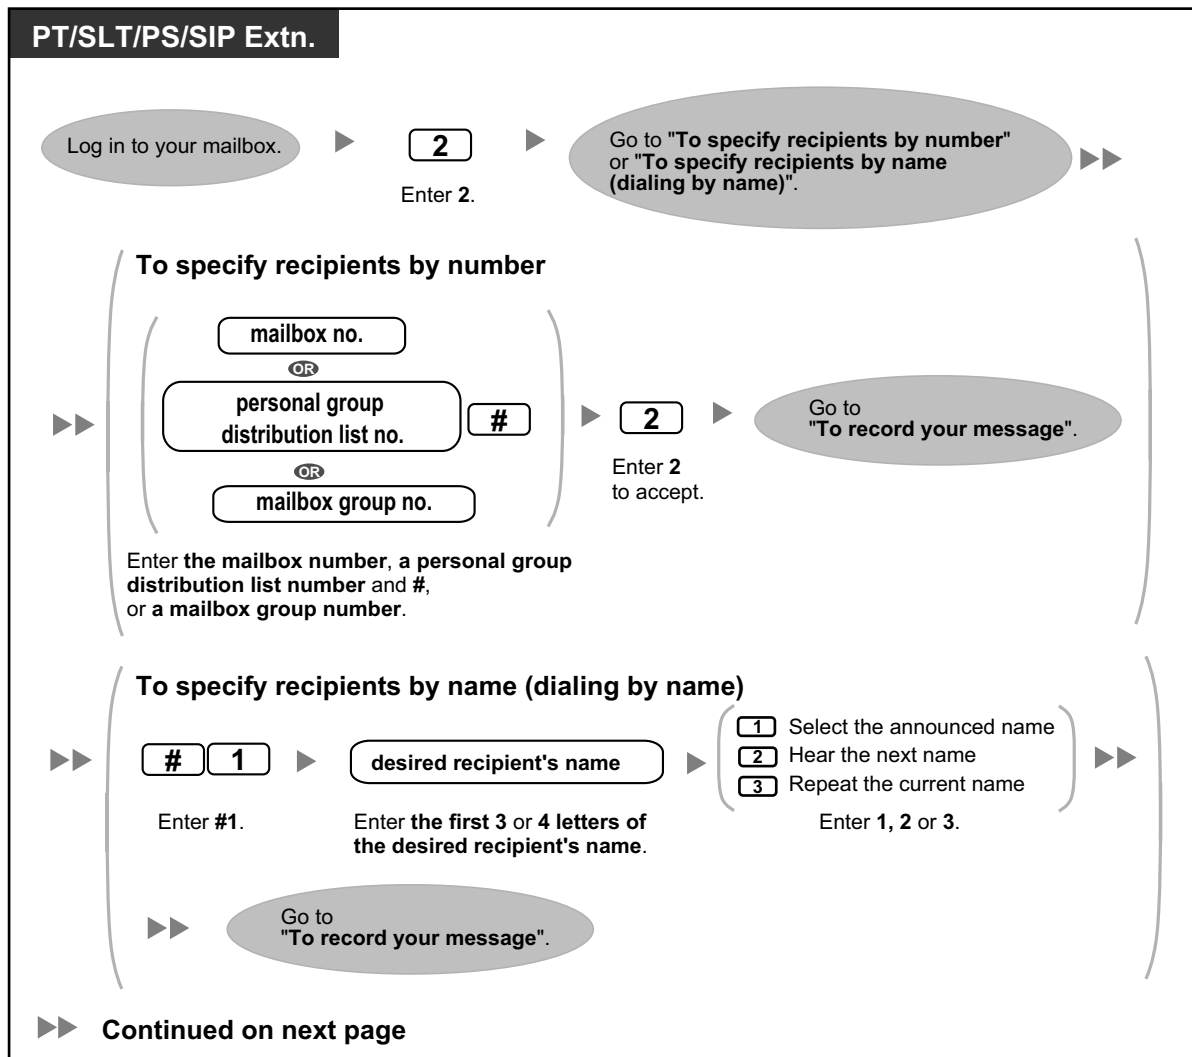 PT/SLT/PS/SIP Extn.
Log in to your mailbox.
2
Enter 2.
Go to "To specify recipients by number"
or "To specify recipients by name
(dialing by name)".
To specify recipients by number
mailbox no.
OR
personal group
distribution list no.
#
OR
mailbox group no.
Enter the mailbox number, a personal group
distribution list number and #,
or a mailbox group number.
2
Enter 2
to accept.
Go to
"To record your message".
To specify recipients by name (dialing by name)
# 1
Enter #1.
desired recipient's name
Enter the first 3 or 4 letters of
the desired recipient's name.
1 Select the announced name
2 Hear the next name
3 Repeat the current name
Enter 1, 2 or 3.
Go to
"To record your message".
Continued on next page